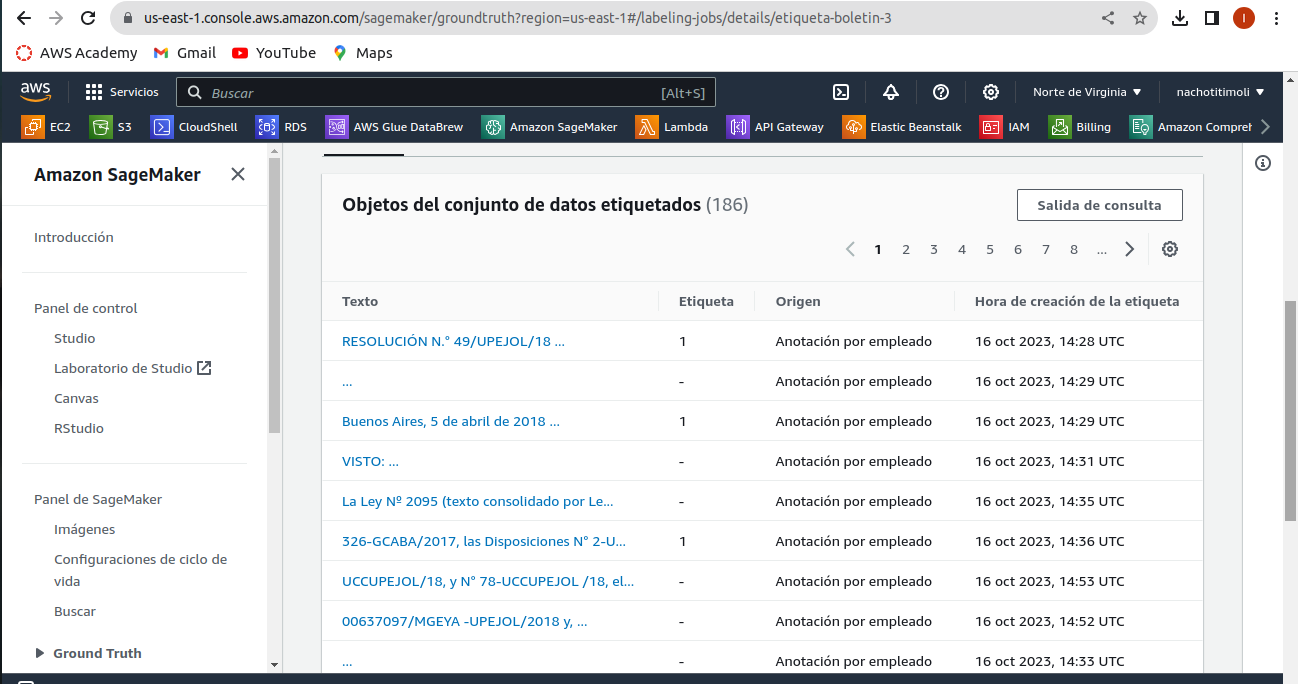 us-east-1.console.aws.amazon.com/sagemaker/groundtruth?region=us-east-1#/labeling-jobs/details/etiqueta-boletin-3
I
AWS Academy Gmail YouTube Maps
aws Servicios Buscar [Alt+S] Norte de Virginia nachotitimoli
EC2 S3 CloudShell RDS AWS Glue DataBrew Amazon SageMaker Lambda API Gateway Elastic Beanstalk IAM Billing Amazon Compreh
Amazon SageMaker
Introducción
Panel de control
Studio
Laboratorio de Studio
Canvas
RStudio
Panel de SageMaker
Imágenes
Configuraciones de ciclo de
vida
Buscar
Ground Truth
Objetos del conjunto de datos etiquetados (186)
Salida de consulta
1 2 3 4 5 6 7 8 ...
Texto Etiqueta Origen Hora de creación de la etiqueta
RESOLUCIÓN N.° 49/UPEJOL/18 ... 1 Anotación por empleado 16 oct 2023, 14:28 UTC
... - Anotación por empleado 16 oct 2023, 14:29 UTC
Buenos Aires, 5 de abril de 2018 ... 1 Anotación por empleado 16 oct 2023, 14:29 UTC
VISTO: ... - Anotación por empleado 16 oct 2023, 14:31 UTC
La Ley Nº 2095 (texto consolidado por Le... - Anotación por empleado 16 oct 2023, 14:35 UTC
326-GCABA/2017, las Disposiciones N° 2-U... 1 Anotación por empleado 16 oct 2023, 14:36 UTC
UCCUPEJOL/18, y N° 78-UCCUPEJOL /18, el... - Anotación por empleado 16 oct 2023, 14:53 UTC
00637097/MGEYA -UPEJOL/2018 y, ... - Anotación por empleado 16 oct 2023, 14:52 UTC
... - Anotación por empleado 16 oct 2023, 14:33 UTC